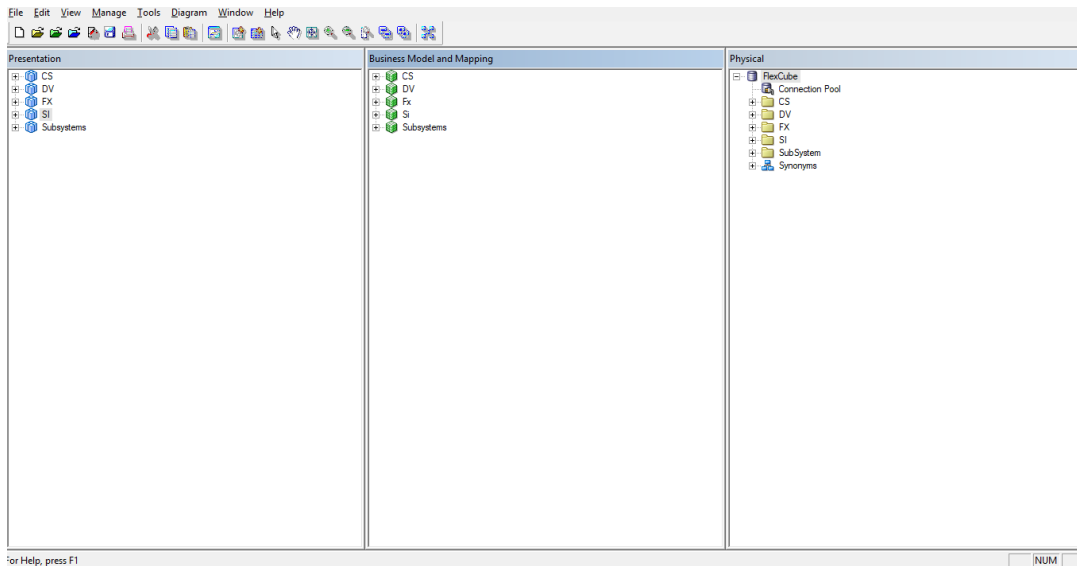 File Edit View Manage Tools Diagram Window Help
Presentation
CS
DV
FX
SI
Subsystems
Business Model and Mapping
CS
DV
Fx
Si
Subsystems
Physical
FlexCube
Connection Pool
CS
DV
FX
SI
SubSystem
Synonyms
For Help, press F1
NUM